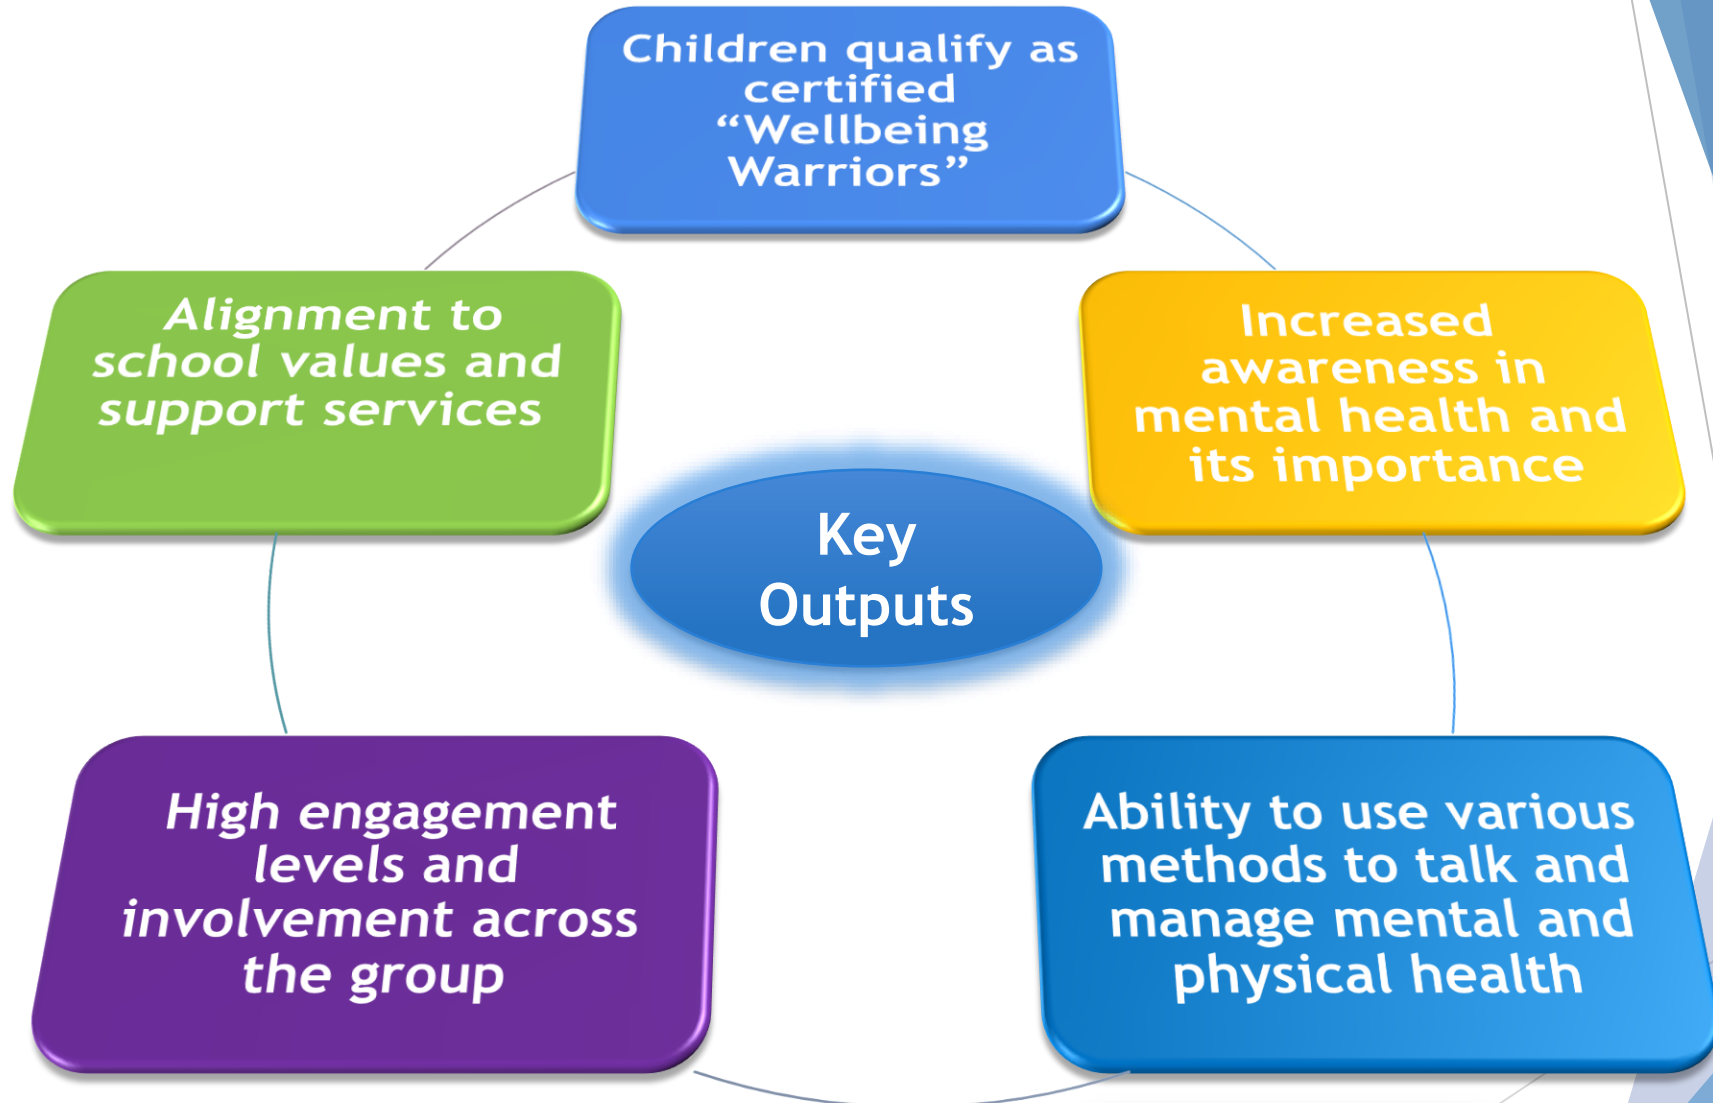 Children qualify as
certified
“Wellbeing
Warriors”
Increased
awareness in
mental health and
its importance
Ability to use various
methods to talk and
manage mental and
physical health
High engagement
levels and
involvement across
the group
Alignment to
school values and
support services
Key
Outputs